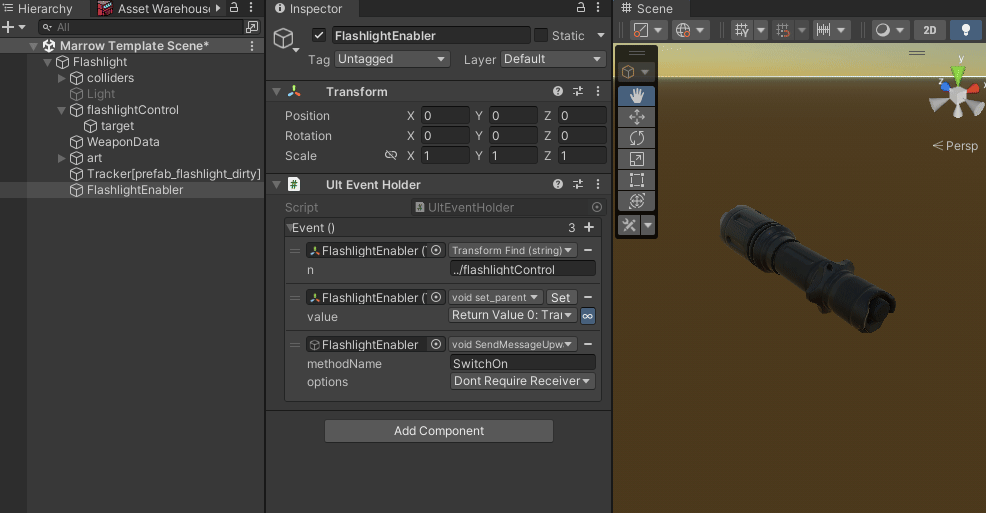 Hierarchy
Asset Warehouse
All
Marrow Template Scene*
Flashlight
colliders
Light
flashlightControl
target
WeaponData
art
Tracker[prefab_flashlight_dirty]
FlashlightEnabler
Inspector
FlashlightEnabler
Static
Tag Untagged Layer Default
Transform
Position X 0 Y 0 Z 0
Rotation X 0 Y 0 Z 0
Scale X 1 Y 1 Z 1
# Ult Event Holder
Script UltEventHolder
Event () 3 +
FlashlightEnabler ( Transform Find (string)
n ../flashlightControl
FlashlightEnabler ( void set_parent Set
value Return Value 0: Tra ∞
FlashlightEnabler void SendMessageUpw
methodName SwitchOn
options Dont Require Receiver
Add Component
Scene
2D
y
z
x
Persp